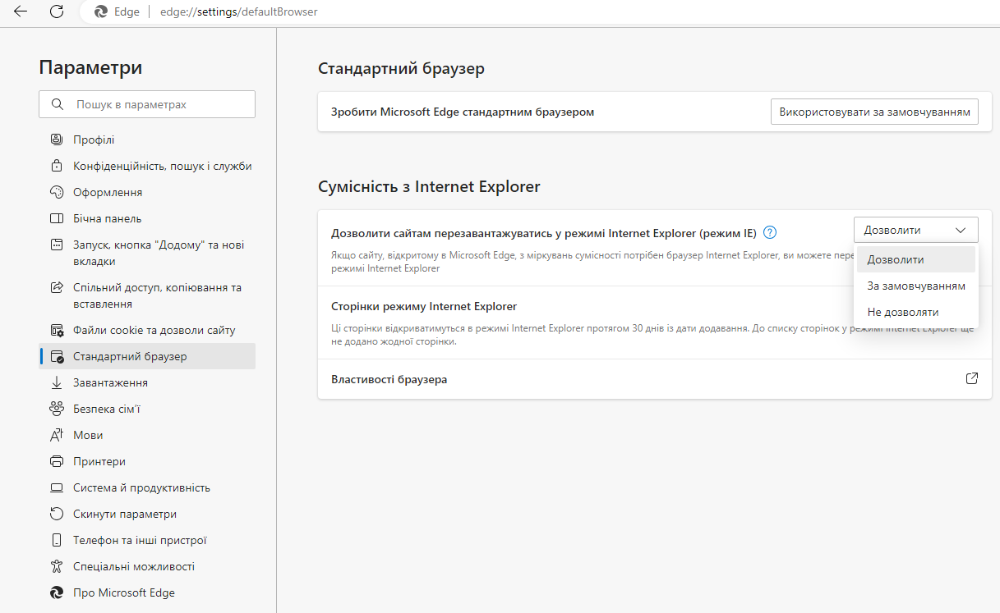 Edge
edge://settings/defaultBrowser
Параметри
Пошук в параметрах
Профілі
Конфіденційність, пошук і служби
Оформлення
Бічна панель
Запуск, кнопка "Додому" та нові
вкладки
Спільний доступ, копіювання та
вставлення
Файли cookie та дозволи сайту
Стандартний браузер
Завантаження
Безпека сім'ї
Мови
Принтери
Система й продуктивність
Скинути параметри
Телефон та інші пристрої
Спеціальні можливості
Про Microsoft Edge
Стандартний браузер
Зробити Microsoft Edge стандартним браузером
Використовувати за замовчуванням
Сумісність з Internet Explorer
Дозволити сайтам перезавантажуватись у режимі Internet Explorer (режим IE)
Дозволити
Якщо сайту, відкритому в Microsoft Edge, з міркувань сумісності потрібен браузер Internet Explorer, ви можете
режимі Internet Explorer
Дозволити
За замовчуванням
Не дозволяти
Сторінки режиму Internet Explorer
Ці сторінки відкриватимуться в режимі Internet Explorer протягом 30 днів із дати додавання. До списку сторінок у режимі Internet Explorer ще
не додано жодної сторінки.
Властивості браузера